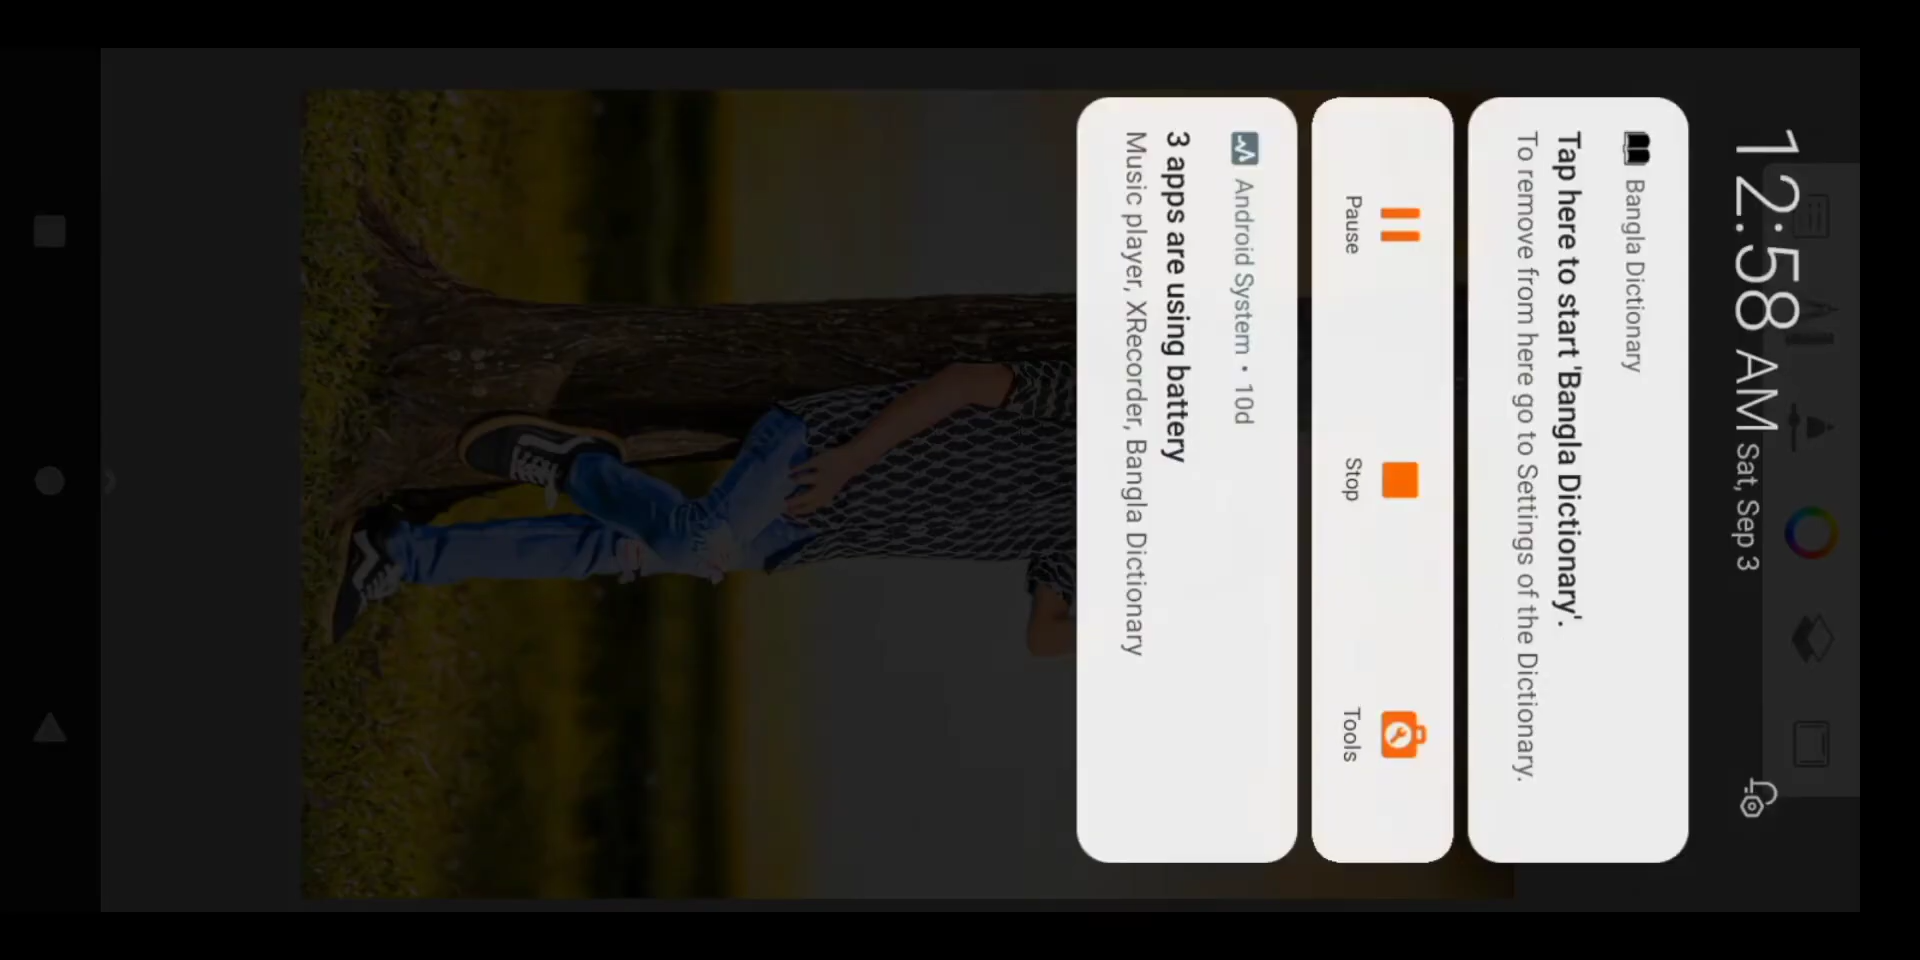 12:58 AM Sat, Sep 3
Bangla Dictionary
Tap here to start 'Bangla Dictionary'.
To remove from here go to Settings of the Dictionary.
Pause
Stop
Tools
Android System • 10d
3 apps are using battery
Music player, XRecorder, Bangla Dictionary